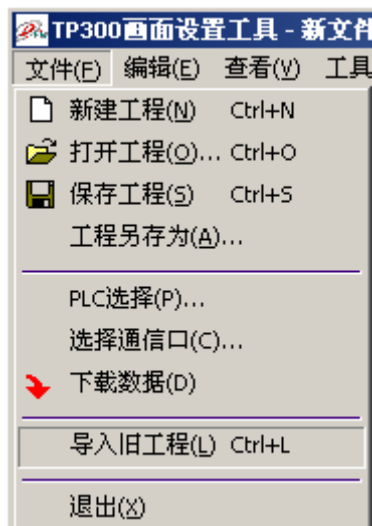 TP300画面设置工具 - 新文件
文件(F) 编辑(E) 查看(V) 工具
新建工程(N) Ctrl+N
打开工程(O)... Ctrl+O
保存工程(S) Ctrl+S
工程另存为(A)...
PLC选择(P)...
选择通信口(C)...
下载数据(D)
导入旧工程(L) Ctrl+L
退出(X)